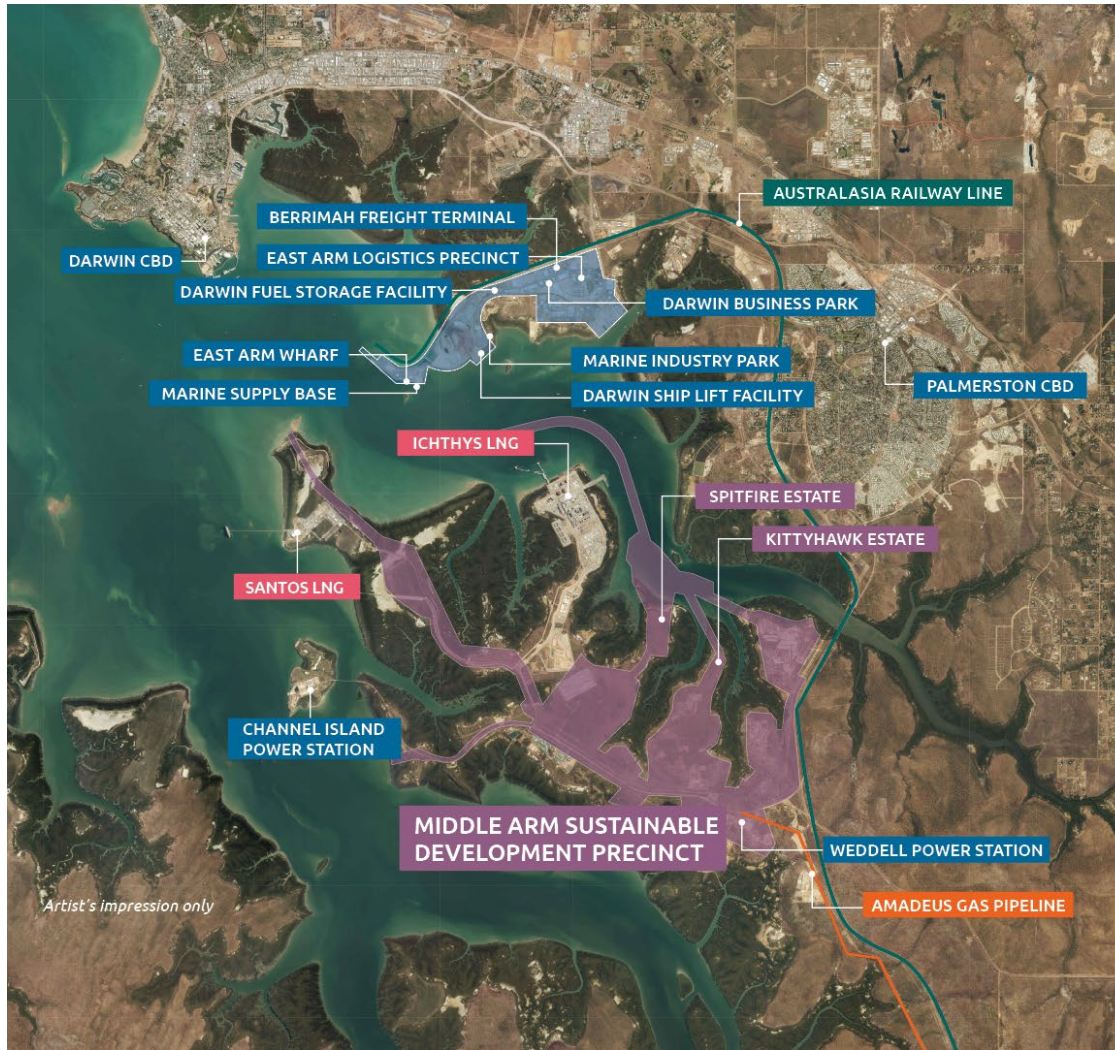 AUSTRALASIA RAILWAY LINE
BERRIMAH FREIGHT TERMINAL
DARWIN CBD
EAST ARM LOGISTICS PRECINCT
DARWIN FUEL STORAGE FACILITY
DARWIN BUSINESS PARK
EAST ARM WHARF
MARINE INDUSTRY PARK
PALMERSTON CBD
MARINE SUPPLY BASE
DARWIN SHIP LIFT FACILITY
ICHTHYS LNG
SPITFIRE ESTATE
KITTYHAWK ESTATE
SANTOS LNG
CHANNEL ISLAND
POWER STATION
MIDDLE ARM SUSTAINABLE
DEVELOPMENT PRECINCT
WEDDELL POWER STATION
Artist's impression only
AMADEUS GAS PIPELINE